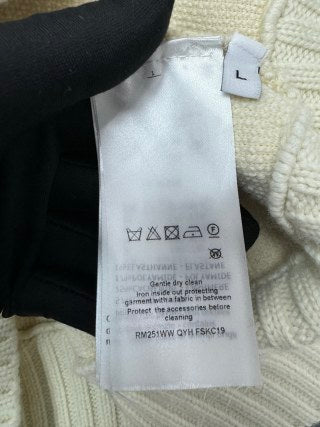 L
Gentle dry clean
Iron inside out protecting
garment with a fabric in between
Protect the accessories before
cleaning
RM251WW QYH FSKC19